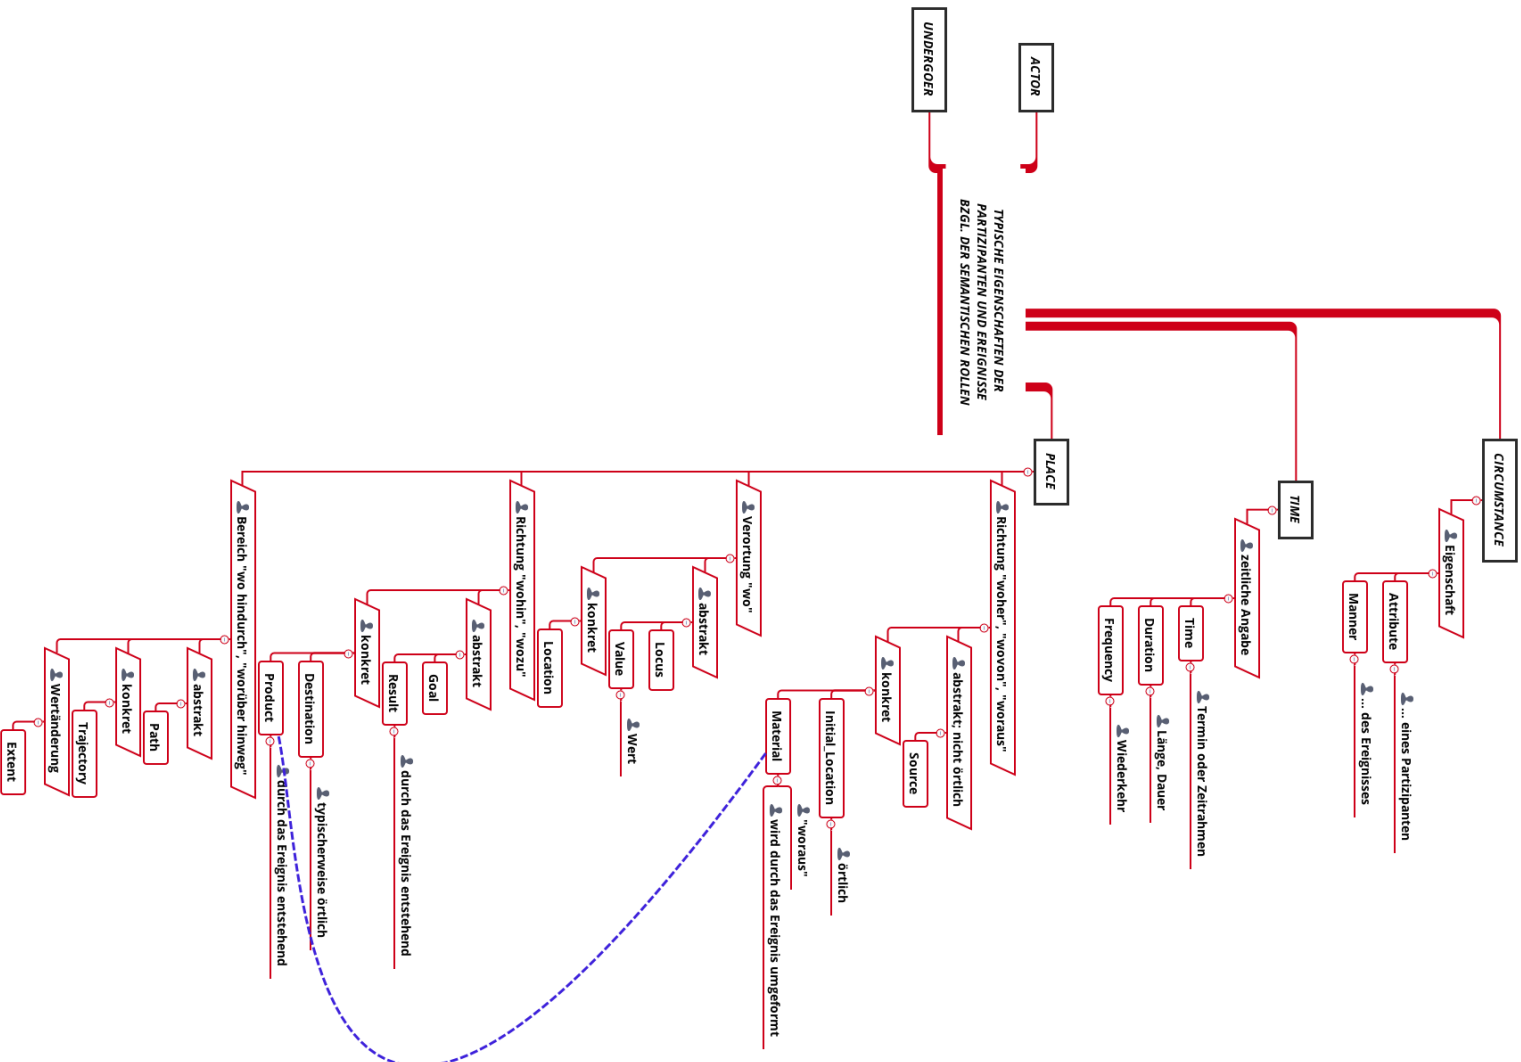 UNDERGOER
ACTOR
TYPISCHE EIGENSCHAFTEN DER
PARTIZIPANTEN UND EREIGNISSE
BZGL. DER SEMANTISCHEN ROLLEN
CIRCUMSTANCE
Eigenschaft
Attribute
... eines Partizipanten
Manner
... des Ereignisses
TIME
zeitliche Angabe
Time
Termin oder Zeitrahmen
Duration
Länge, Dauer
Frequency
Wiederkehr
PLACE
Richtung "woher", "wovon", "woraus"
abstrakt; nicht örtlich
Source
konkret
Initial_Location
örtlich
Material
"woraus"
wird durch das Ereignis umgeformt
Verortung "wo"
abstrakt
Locus
Value
Wert
konkret
Location
Richtung "wohin", "wozu"
abstrakt
Goal
Result
durch das Ereignis entstehend
konkret
Destination
typischerweise örtlich
Product
durch das Ereignis entstehend
Bereich "wo hindurch", "worüber hinweg"
abstrakt
Path
konkret
Trajectory
Wertänderung
Extent